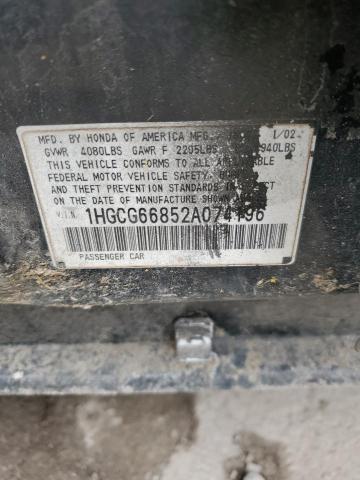 MFD. BY HONDA OF AMERICA MFG. 1/02
GVWR 4080LBS GAWR F 2205LBS 1940LBS
THIS VEHICLE CONFORMS TO ALL APPLICABLE
FEDERAL MOTOR VEHICLE SAFETY,
AND THEFT PREVENTION STANDARDS IN EFFECT
ON THE DATE OF MANUFACTURE SHOWN ABOVE.
V.I.N. 1HGCG66852A074196
PASSENGER CAR